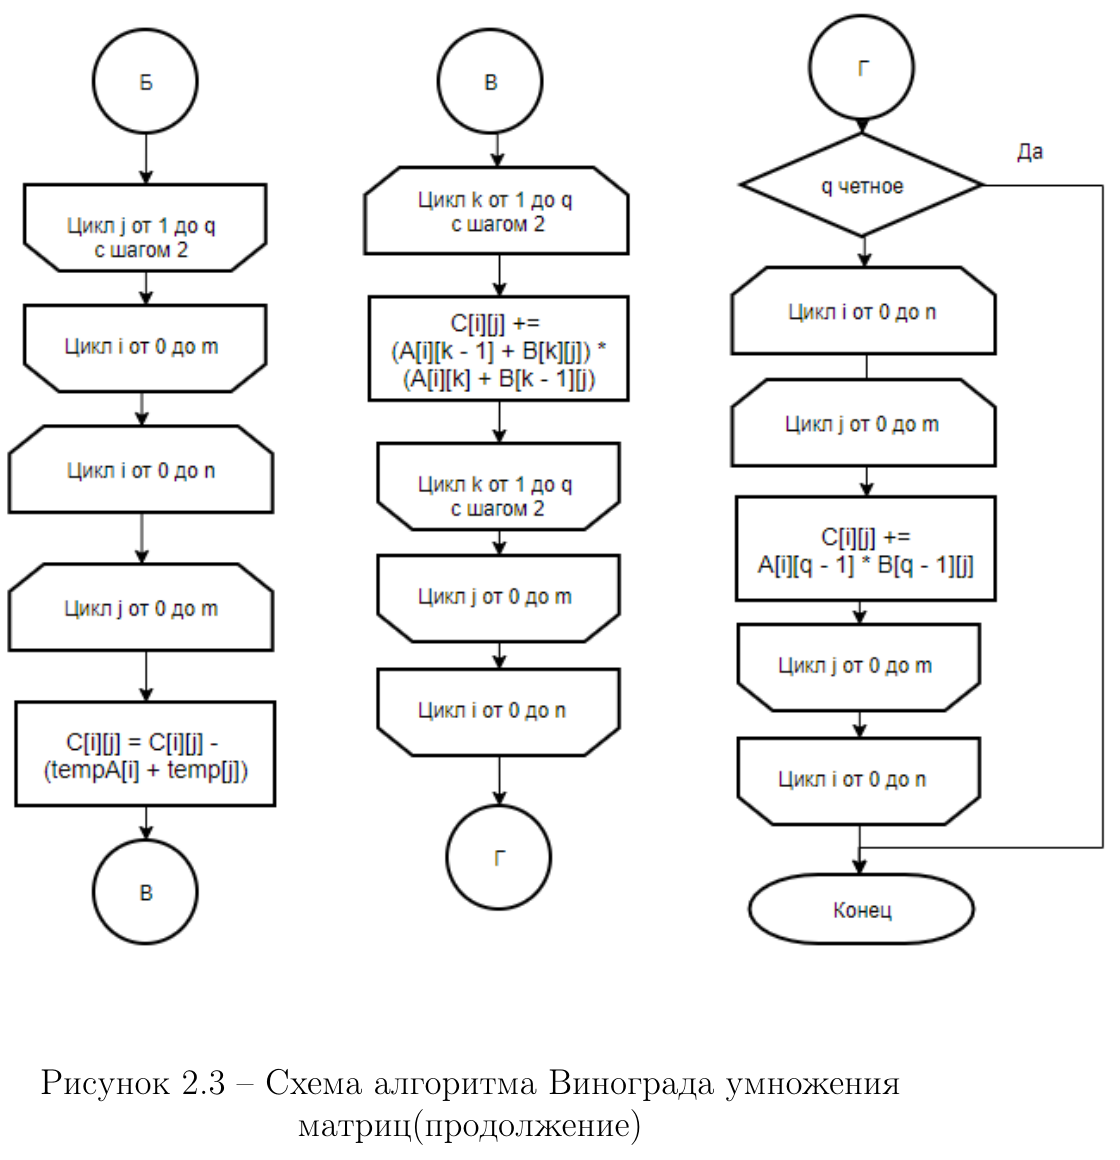 Б
Цикл j от 1 до q
с шагом 2
Цикл i от 0 до m
Цикл i от 0 до n
Цикл j от 0 до m
C[i][j] = C[i][j] -
(tempA[i] + temp[j])
В
В
Цикл k от 1 до q
с шагом 2
C[i][j] +=
(A[i][k - 1] + B[k][j]) *
(A[i][k] + B[k - 1][j)
Цикл k от 1 до q
с шагом 2
Цикл j от 0 до m
Цикл i от 0 до n
Г
Г
q четное
Да
Цикл i от 0 до n
Цикл j от 0 до m
C[i][j] +=
A[i][q - 1] * B[q - 1][j]
Цикл j от 0 до m
Цикл i от 0 до n
Конец
Рисунок 2.3 – Схема алгоритма Винограда умножения
матриц(продолжение)